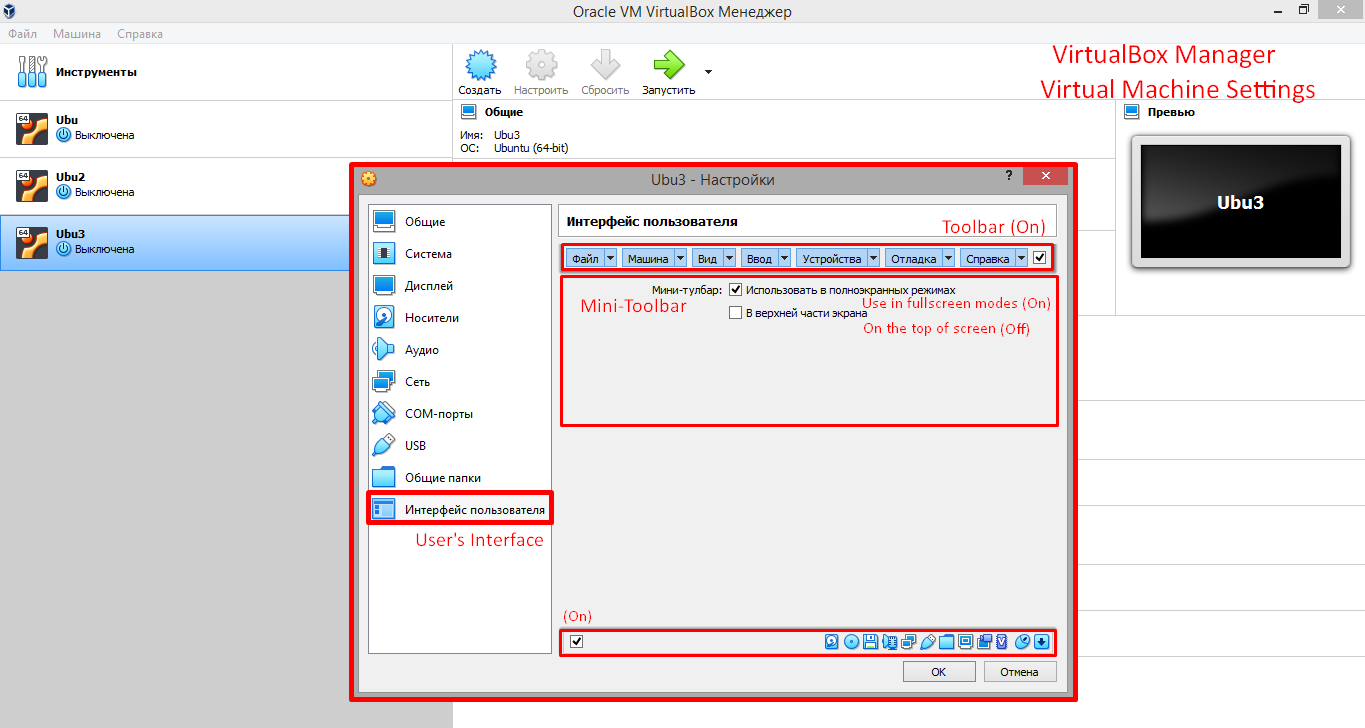 Oracle VM VirtualBox Менеджер
Файл Машина Справка
Инструменты
Создать Настроить Сбросить Запустить
VirtualBox Manager
Virtual Machine Settings
64 Ubu
Выключена
64 Ubu2
Выключена
64 Ubu3
Выключена
Общие
Имя: Ubu3
ОС: Ubuntu (64-bit)
Превью
Ubu3
Ubu3 - Настройки
?
Общие
Система
Дисплей
Носители
Аудио
Сеть
COM-порты
USB
Общие папки
Интерфейс пользователя
User's Interface
Интерфейс пользователя
Toolbar (On)
Файл Машина Вид Ввод Устройства Отладка Справка
Мини-тулбар: Использовать в полноэкранных режимах
Mini-Toolbar
Use in fullscreen modes (On)
В верхней части экрана
On the top of screen (Off)
(On)
OK Отмена